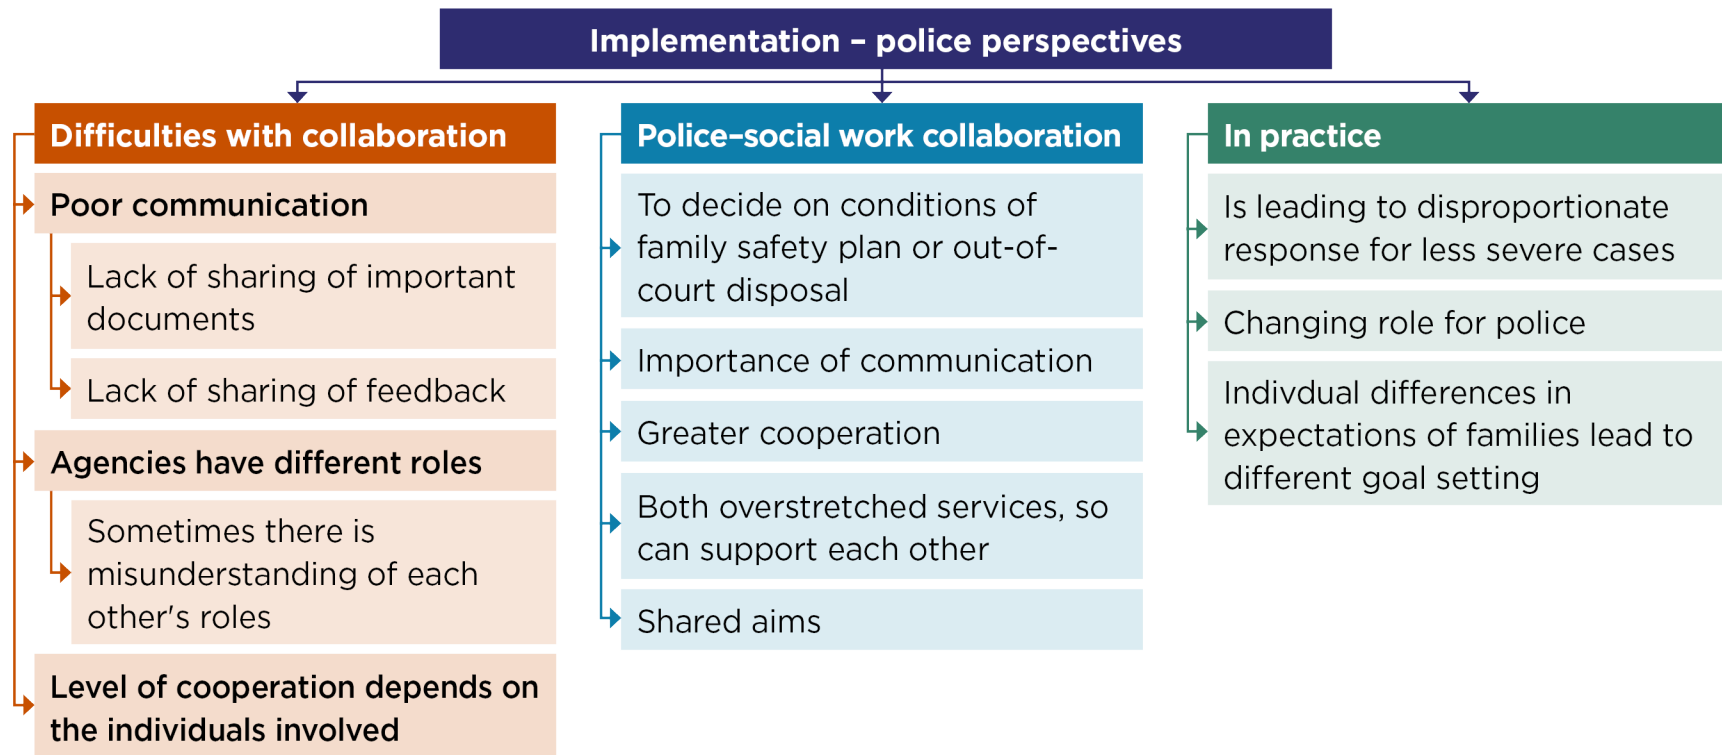 Implementation – police perspectives
Difficulties with collaboration
Poor communication
Lack of sharing of important
documents
Lack of sharing of feedback
Agencies have different roles
Sometimes there is
misunderstanding of each
other's roles
Level of cooperation depends on
the individuals involved
Police–social work collaboration
To decide on conditions of
family safety plan or out-of-
court disposal
Importance of communication
Greater cooperation
Both overstretched services, so
can support each other
Shared aims
In practice
Is leading to disproportionate
response for less severe cases
Changing role for police
Indivdual differences in
expectations of families lead to
different goal setting